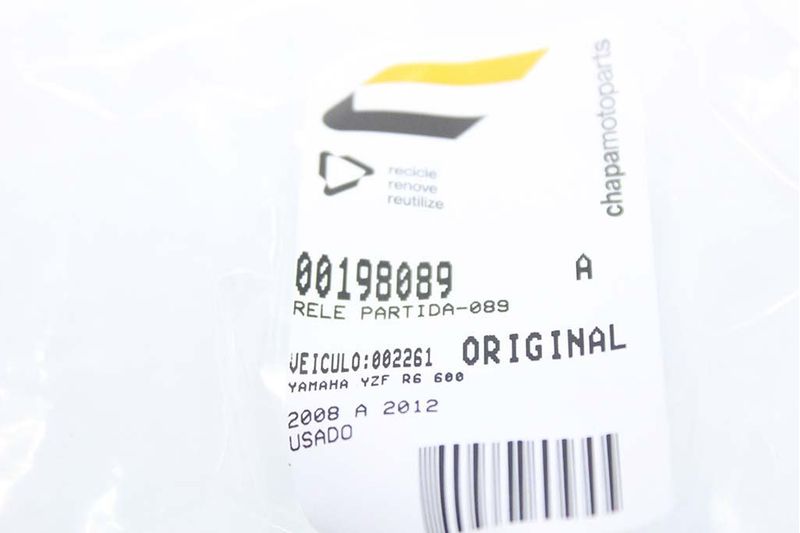 chapamotoparts
recicle
renove
reutilize
00198089 A
RELE PARTIDA-089
VEICULO:002261 ORIGINAL
YAMAHA YZF R6 600
2008 A 2012
USADO